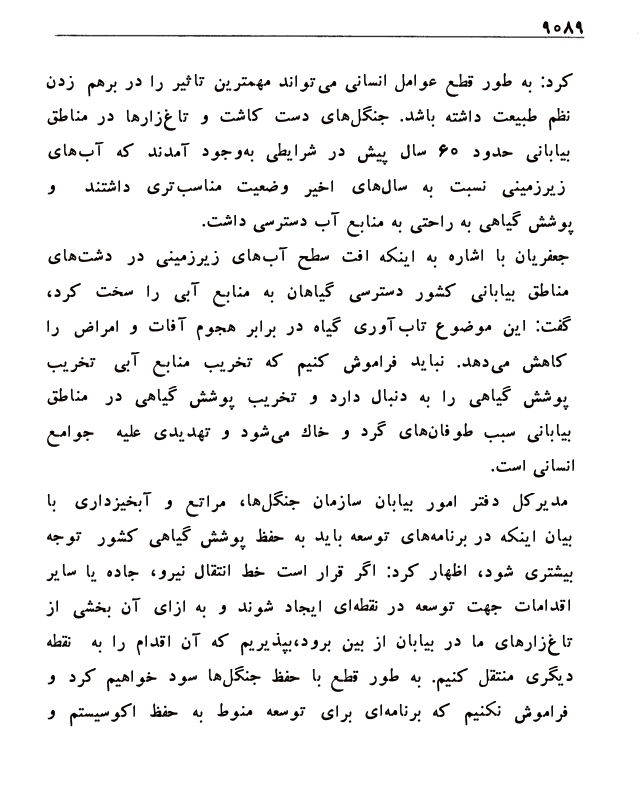 ۹۰۸۹
کرد: به طور قطع عوامل انسانی می‌تواند مهمترین تاثیر را در برهم زدن
نظم طبیعت داشته باشد. جنگل‌های دست کاشت و تاغ‌زارها در مناطق
بیابانی حدود ۶۰ سال پیش در شرایطی به‌وجود آمدند که آب‌های
زیرزمینی نسبت به سال‌های اخیر وضعیت مناسب‌تری داشتند و
پوشش گیاهی به راحتی به منابع آب دسترسی داشت.
جعفریان با اشاره به اینکه افت سطح آب‌های زیرزمینی در دشت‌های
مناطق بیابانی کشور دسترسی گیاهان به منابع آبی را سخت کرد،
گفت: این موضوع تاب‌آوری گیاه در برابر هجوم آفات و امراض را
کاهش می‌دهد. نباید فراموش کنیم که تخریب منابع آبی تخریب
پوشش گیاهی را به دنبال دارد و تخریب پوشش گیاهی در مناطق
بیابانی سبب طوفان‌های گرد و خاك می‌شود و تهدیدی علیه جوامع
انسانی است.
مدیرکل دفتر امور بیابان سازمان جنگل‌ها، مراتع و آبخیزداری با
بیان اینکه در برنامه‌های توسعه باید به حفظ پوشش گیاهی کشور توجه
بیشتری شود، اظهار کرد: اگر قرار است خط انتقال نیرو، جاده یا سایر
اقدامات جهت توسعه در نقطه‌ای ایجاد شوند و به ازای آن بخشی از
تاغ‌زارهای ما در بیابان از بین برود،بپذیریم که آن اقدام را به نقطه
دیگری منتقل کنیم. به طور قطع با حفظ جنگل‌ها سود خواهیم کرد و
فراموش نکنیم که برنامه‌ای برای توسعه منوط به حفظ اکوسیستم و